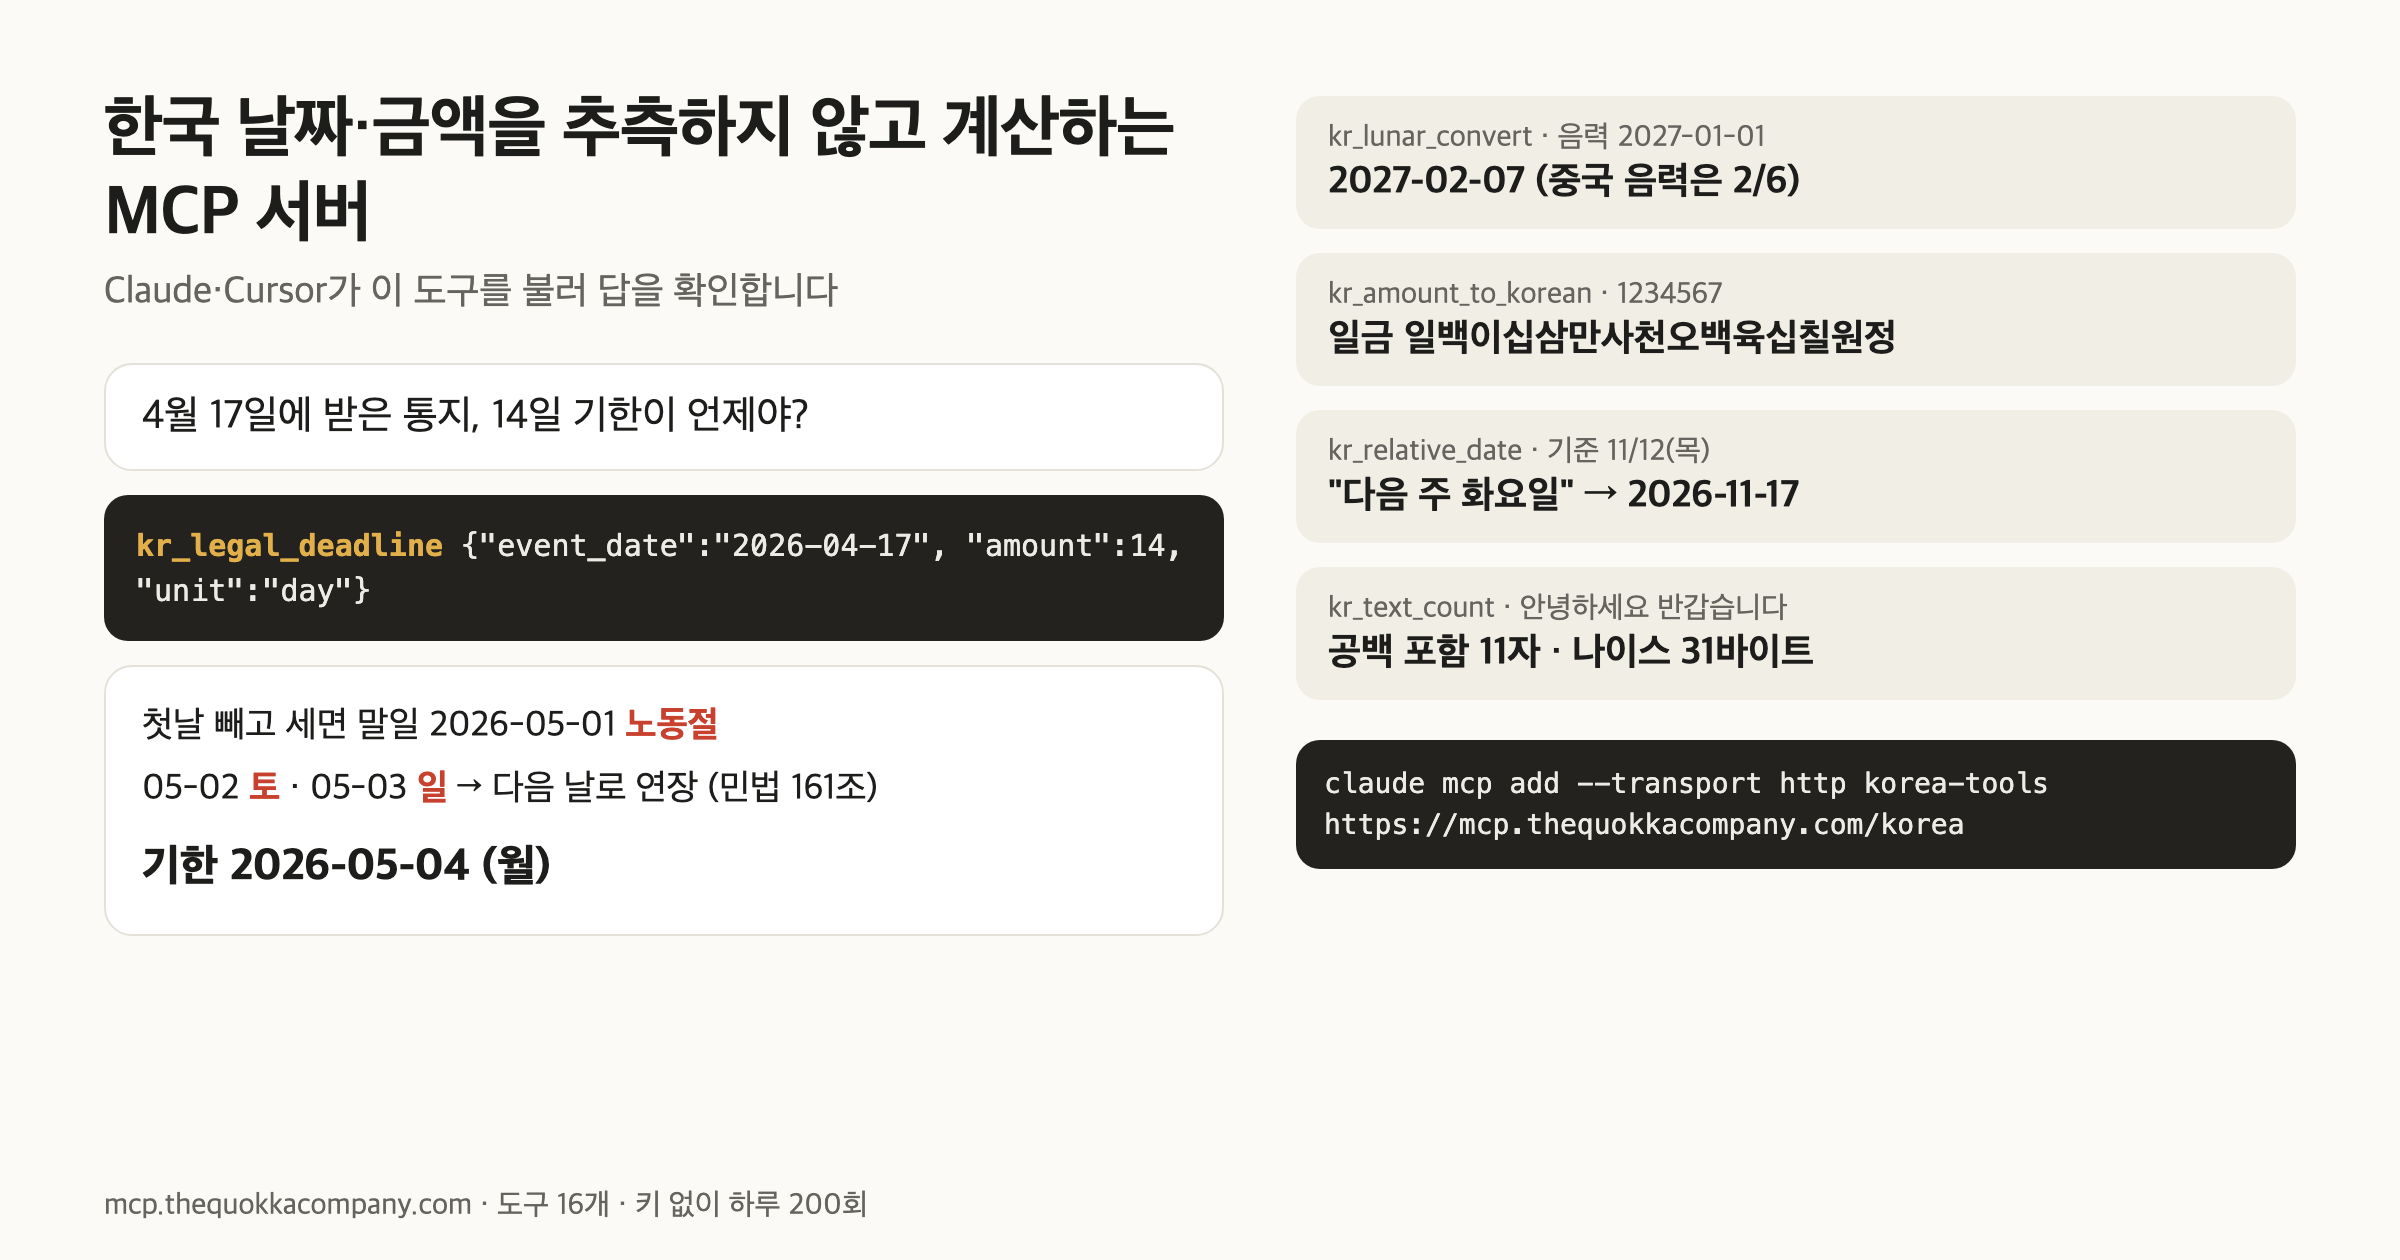 한국 날짜·금액을 추측하지 않고 계산하는
MCP 서버
Claude·Cursor가 이 도구를 불러 답을 확인합니다
4월 17일에 받은 통지, 14일 기한이 언제야?
kr_legal_deadline {"event_date":"2026-04-17", "amount":14,
"unit":"day"}
첫날 빼고 세면 말일 2026-05-01 노동절
05-02 토 · 05-03 일 → 다음 날로 연장 (민법 161조)
기한 2026-05-04 (월)
kr_lunar_convert · 음력 2027-01-01
2027-02-07 (중국 음력은 2/6)
kr_amount_to_korean · 1234567
일금 일백이십삼만사천오백육십칠원정
kr_relative_date · 기준 11/12(목)
"다음 주 화요일" → 2026-11-17
kr_text_count · 안녕하세요 반갑습니다
공백 포함 11자 · 나이스 31바이트
claude mcp add --transport http korea-tools
https://mcp.thequokkacompany.com/korea
mcp.thequokkacompany.com · 도구 16개 · 키 없이 하루 200회